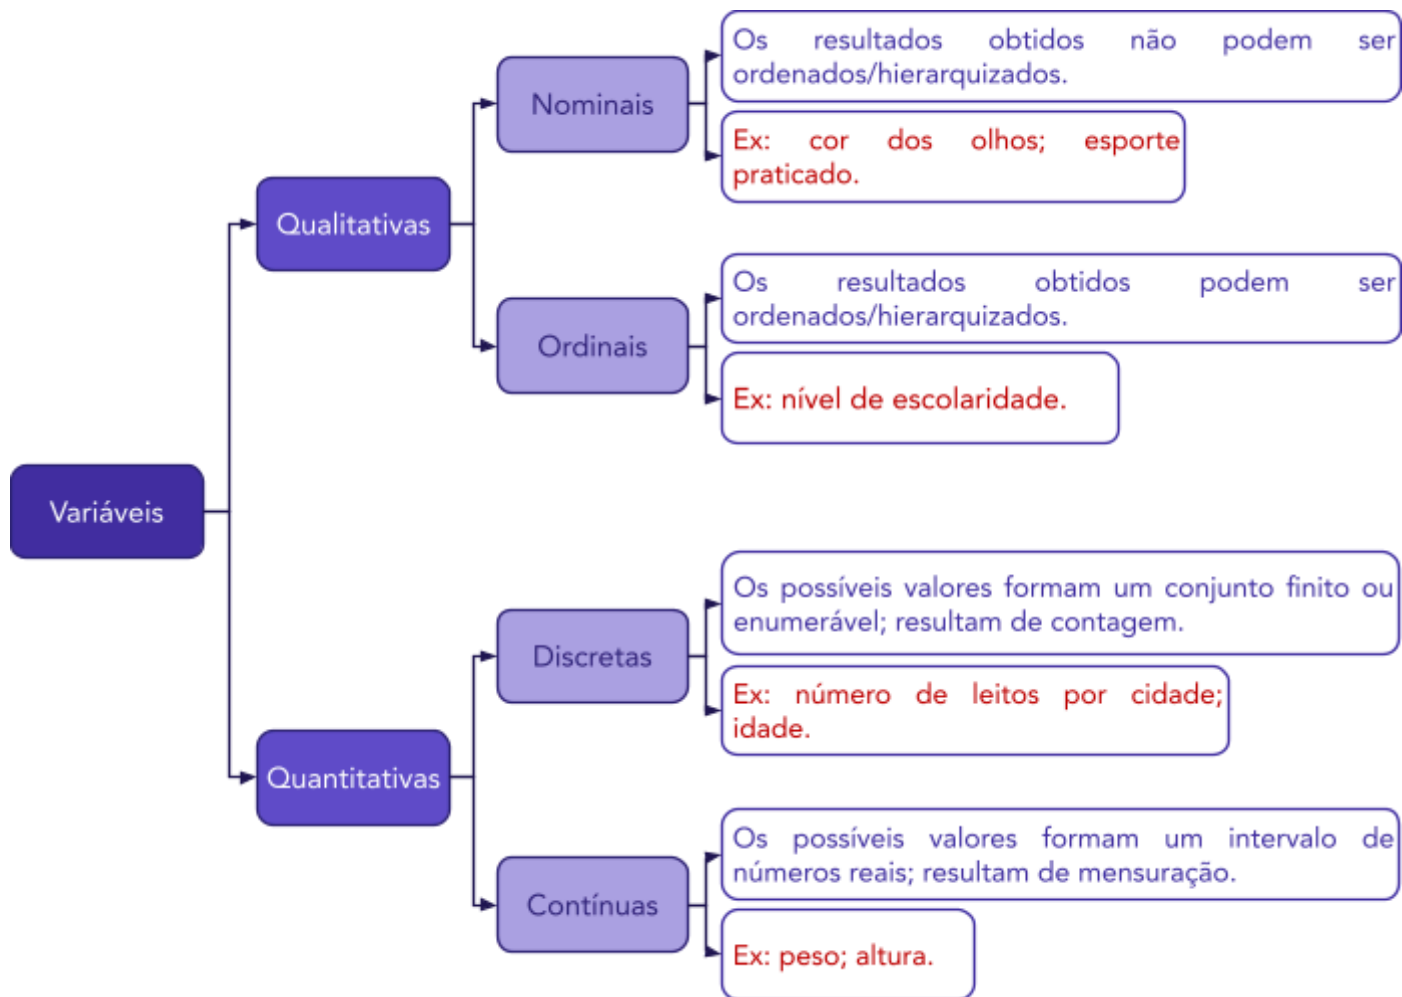 Os resultados obtidos não podem ser
ordenados/hierarquizados.
Nominais
Ex: cor dos olhos; esporte
praticado.
Qualitativas
Os resultados obtidos podem ser
ordenados/hierarquizados.
Ordinais
Ex: nível de escolaridade.
Variáveis
Os possíveis valores formam um conjunto finito ou
enumerável; resultam de contagem.
Discretas
Ex: número de leitos por cidade;
idade.
Quantitativas
Os possíveis valores formam um intervalo de
números reais; resultam de mensuração.
Contínuas
Ex: peso; altura.